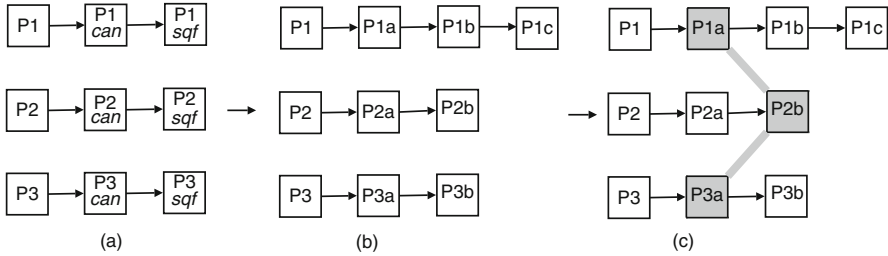 P1 P1 can P1 sqf
P2 P2 can P2 sqf
P3 P3 can P3 sqf
(a)
P1 P1a P1b P1c
P2 P2a P2b
P3 P3a P3b
(b)
P1 P1a P1b P1c
P2 P2a P2b
P3 P3a P3b
(c)